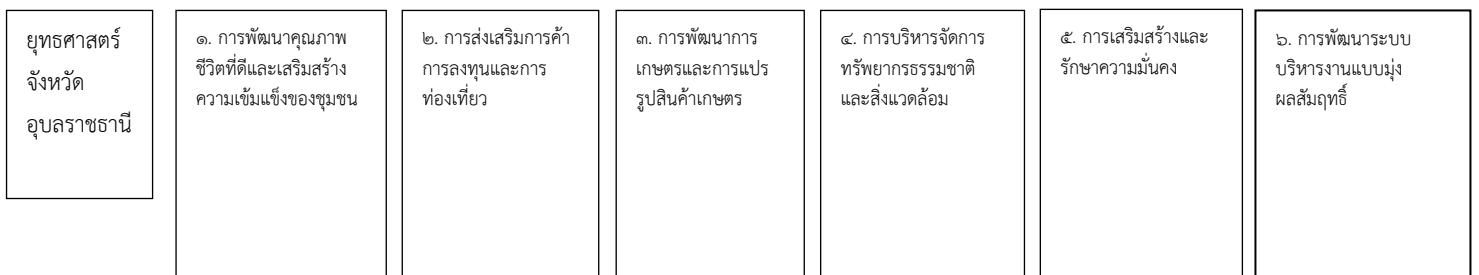 ยุทธศาสตร์
จังหวัด
อุบลราชธานี
๑. การพัฒนาคุณภาพ
ชีวิตที่ดีและเสริมสร้าง
ความเข้มแข็งของชุมชน
๒. การส่งเสริมการค้า
การลงทุนและการ
ท่องเที่ยว
๓. การพัฒนาการ
เกษตรและการแปร
รูปสินค้าเกษตร
๔. การบริหารจัดการ
ทรัพยากรธรรมชาติ
และสิ่งแวดล้อม
๕. การเสริมสร้างและ
รักษาความมั่นคง
๖. การพัฒนาระบบ
บริหารงานแบบมุ่ง
ผลสัมฤทธิ์